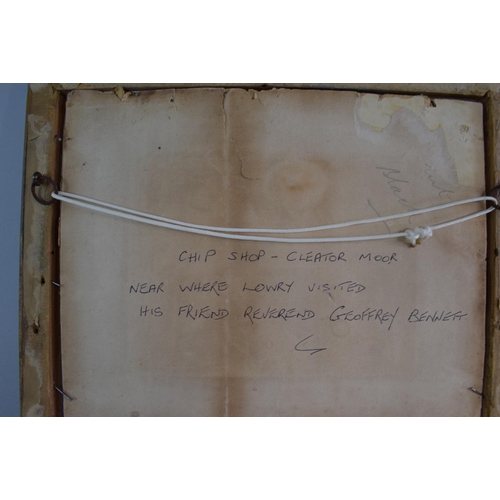 CHIP SHOP - CLEATOR MOOR
NEAR WHERE LOWRY VISITED
HIS FRIEND REVEREND GEOFFREY BENNETT